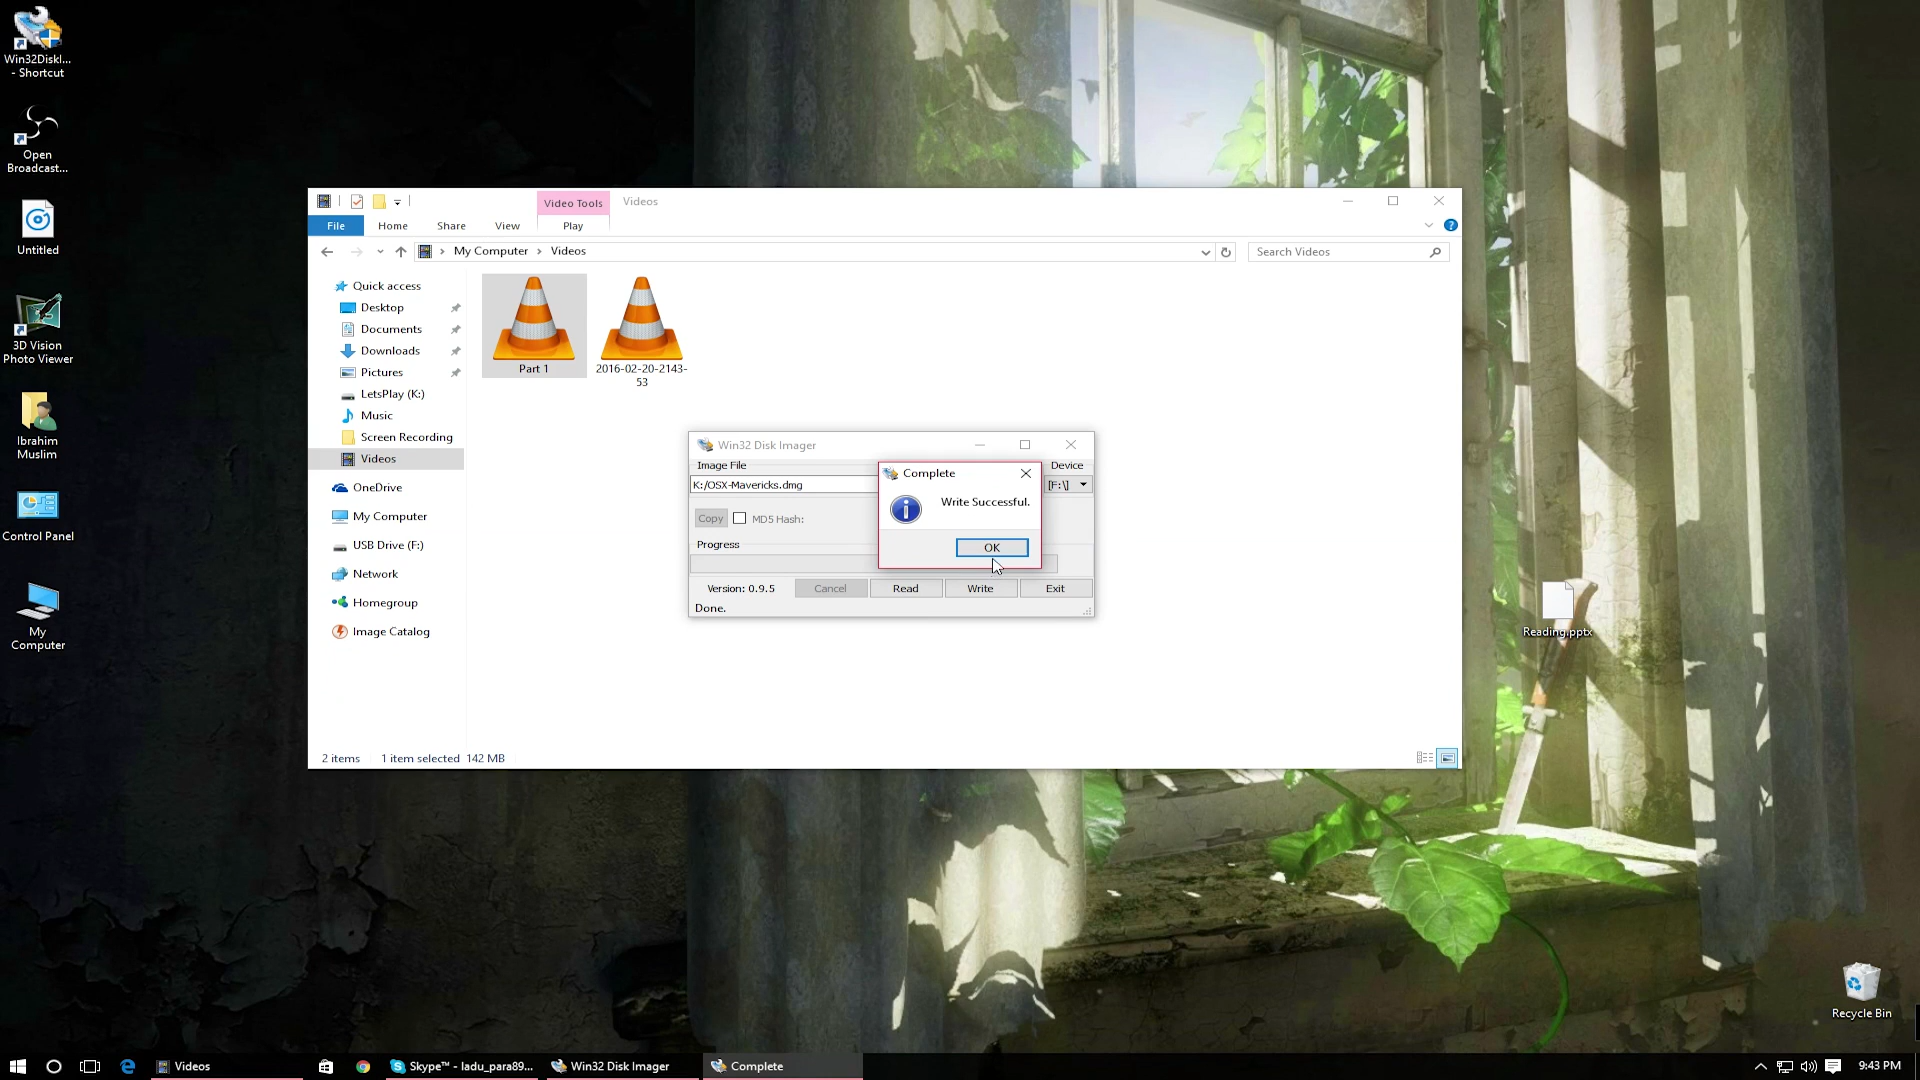 Win32DiskI...
- Shortcut
Open
Broadcast...
Untitled
3D Vision
Photo Viewer
Ibrahim
Muslim
Control Panel
My
Computer
Video Tools
Videos
File
Home
Share
View
Play
My Computer
Videos
Search Videos
Quick access
Desktop
Documents
Downloads
Pictures
LetsPlay (K:)
Music
Screen Recording
Videos
OneDrive
My Computer
USB Drive (F:)
Network
Homegroup
Image Catalog
Part 1
2016-02-20-2143-
53
2 items
1 item selected 142 MB
Win32 Disk Imager
Image File
Device
K:/OSX-Mavericks.dmg
[F:\]
Copy
MD5 Hash:
Progress
Version: 0.9.5
Cancel
Read
Write
Exit
Done.
Complete
Write Successful.
OK
Reading.pptx
Recycle Bin
Videos
Skype™ - ladu_para89...
Win32 Disk Imager
Complete
9:43 PM